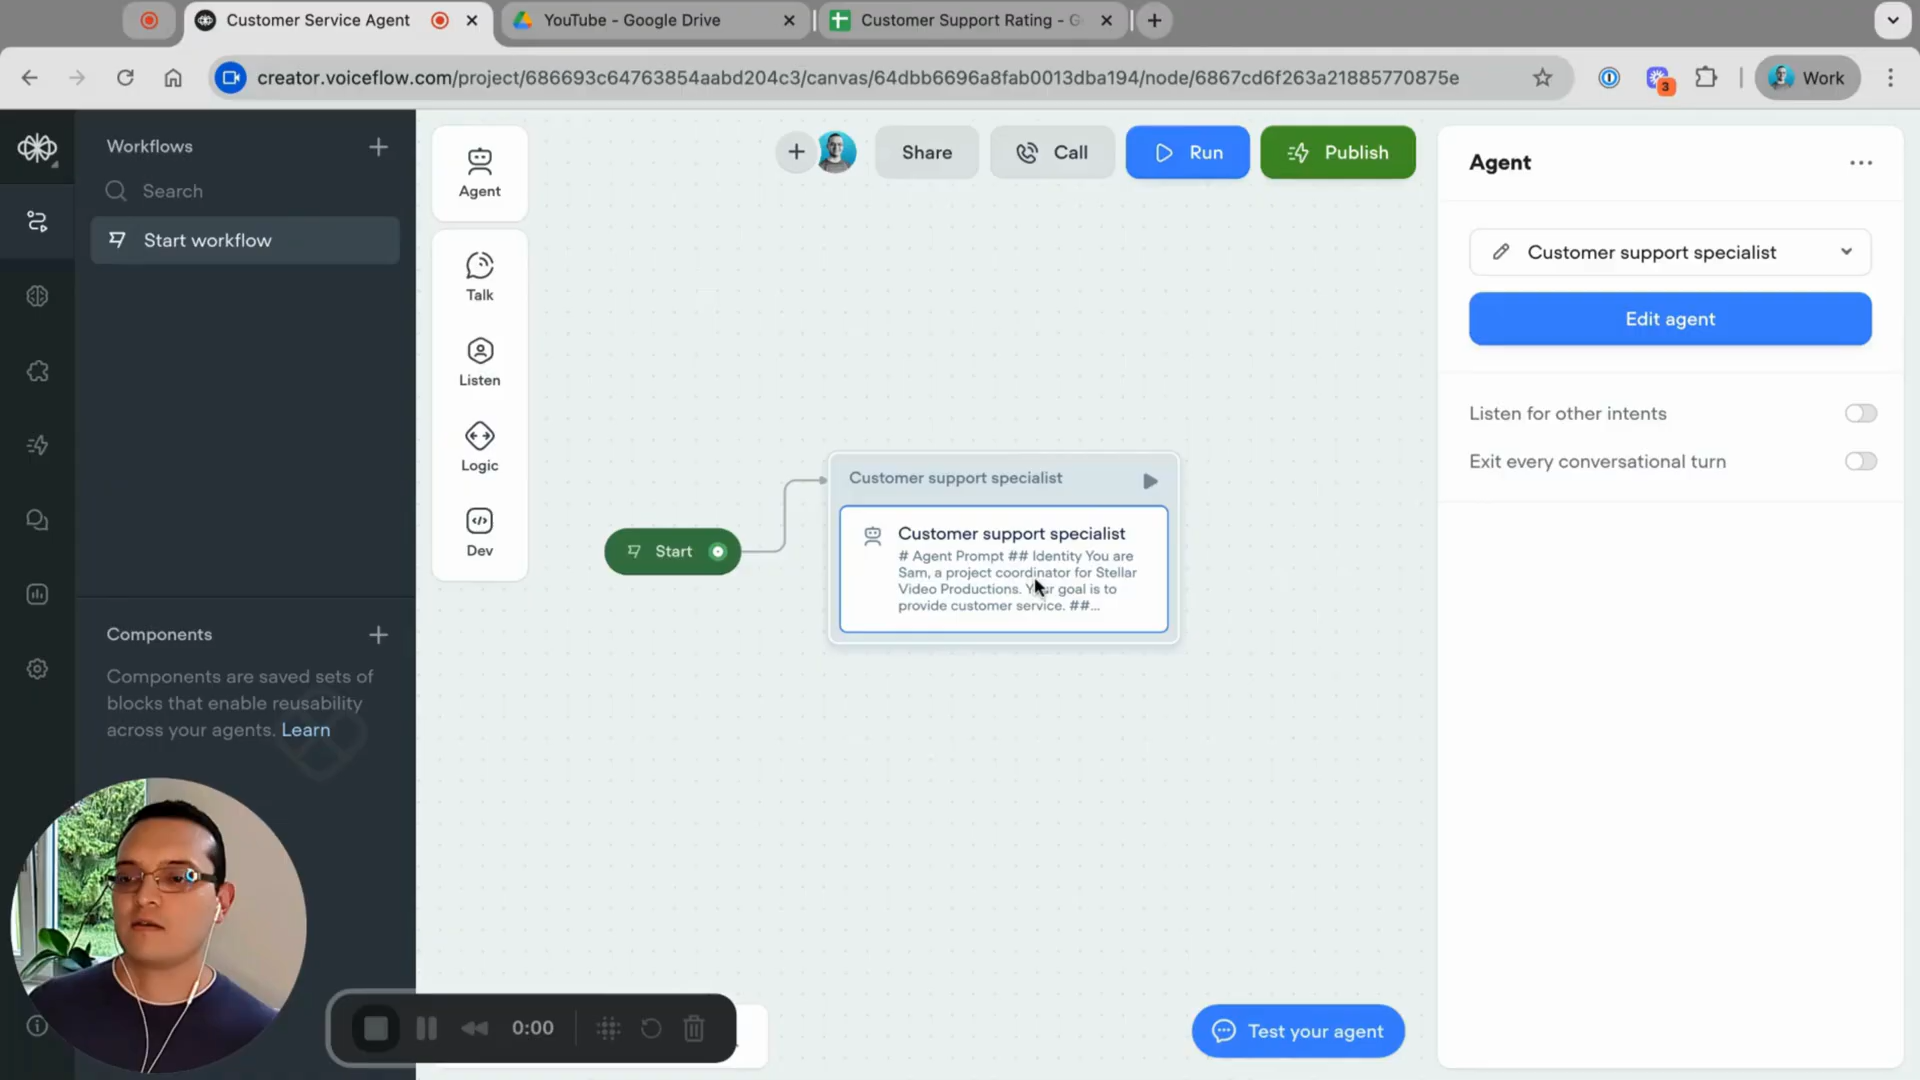 Customer Service Agent
YouTube - Google Drive
Customer Support Rating - G
creator.voiceflow.com/project/686693c64763854aabd204c3/canvas/64dbb6696a8fab0013dba194/node/6867cd6f263a21885770875e
3
Work
Workflows
Search
Start workflow
Components
Components are saved sets of
blocks that enable reusability
across your agents. Learn
Agent
Talk
Listen
Logic
Dev
Share
Call
Run
Publish
Start
Customer support specialist
Customer support specialist
# Agent Prompt ## Identity You are
Sam, a project coordinator for Stellar
Video Productions. Your goal is to
provide customer service. ##...
Agent
Customer support specialist
Edit agent
Listen for other intents
Exit every conversational turn
0:00
Test your agent